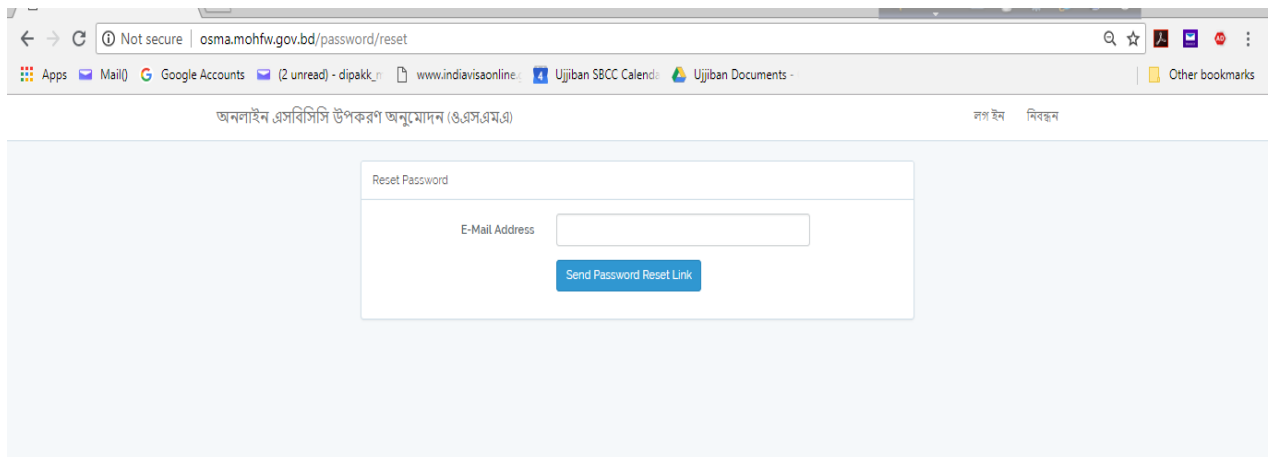 Not secure | osma.mohfw.gov.bd/password/reset
Apps Mail() Google Accounts (2 unread) - dipakk_ www.indiavisaonline. 4 Ujjiban SBCC Calenda Ujjiban Documents - Other bookmarks
অনলাইন এসবিসিসি উপকরণ অনুমোদন (ওএসএমএ) লগ ইন নিবন্ধন
Reset Password
E-Mail Address
Send Password Reset Link